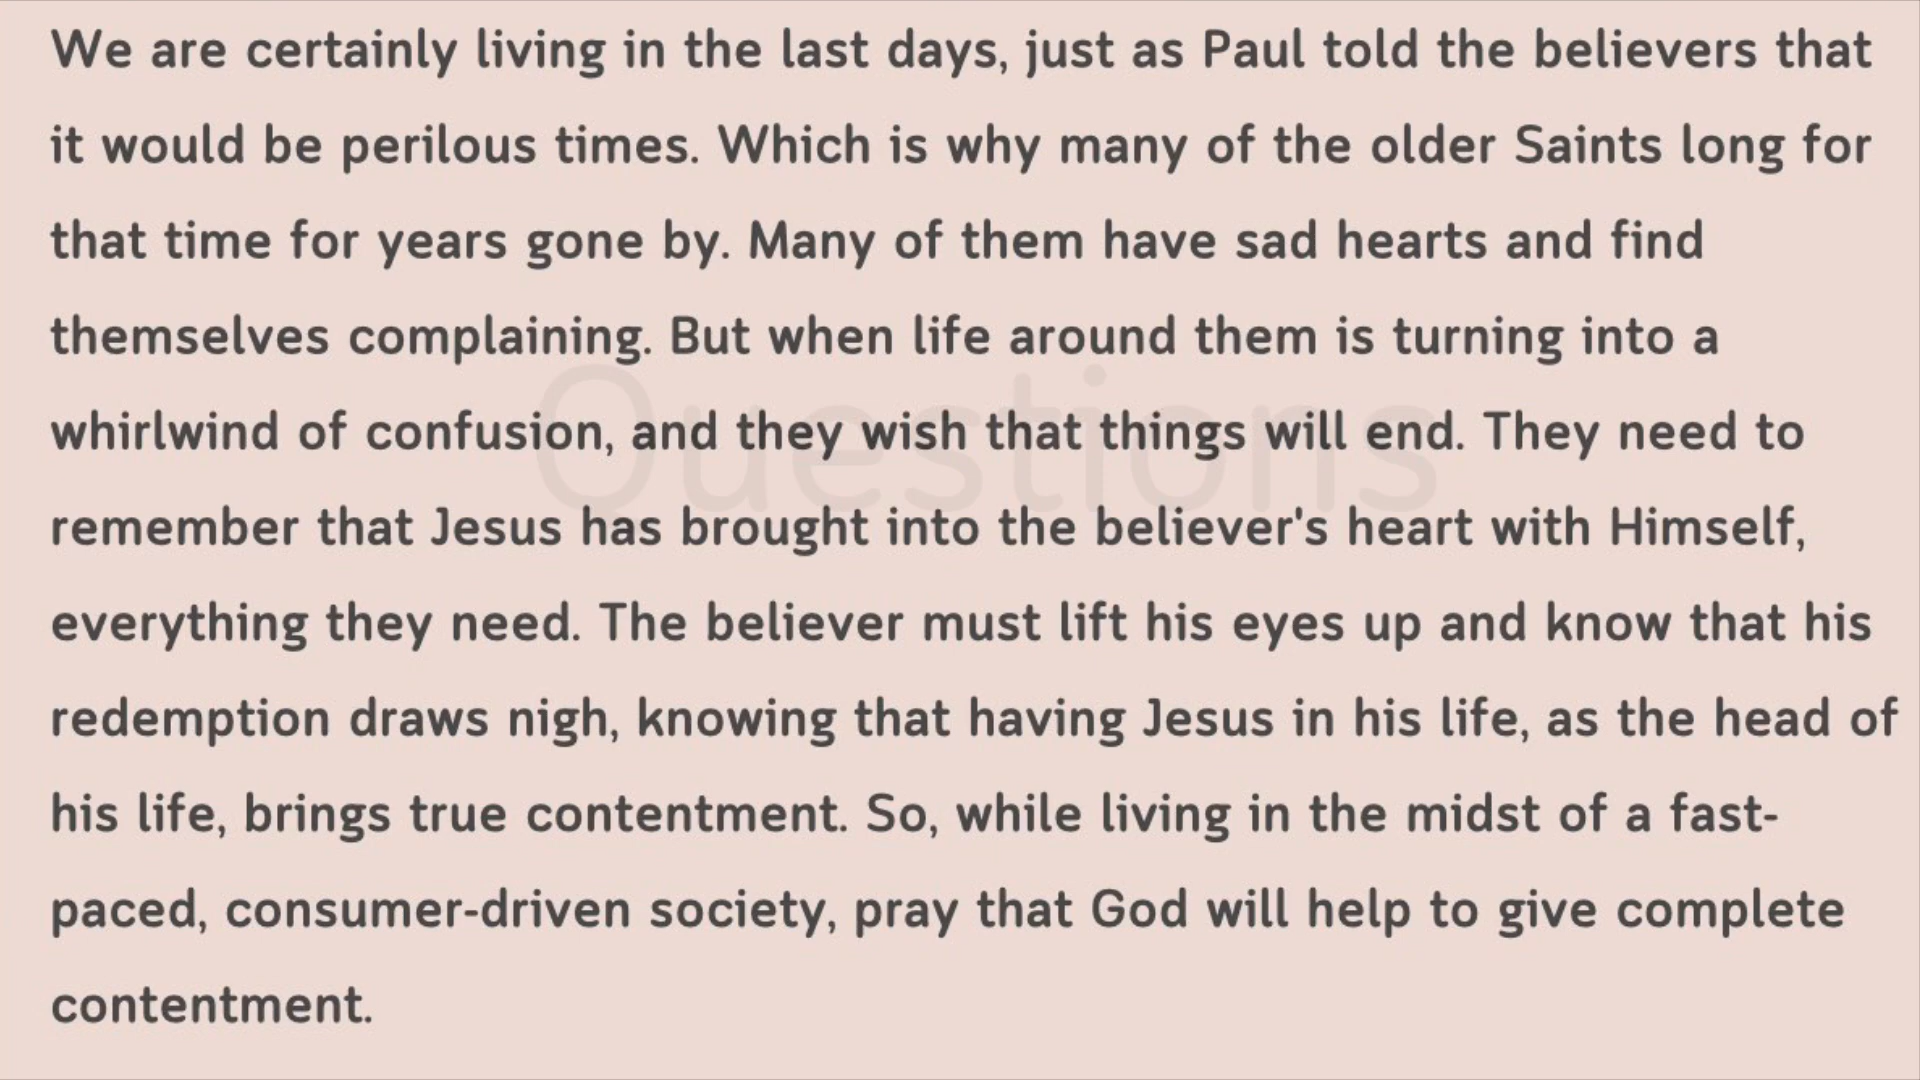 We are certainly living in the last days, just as Paul told the believers that
it would be perilous times. Which is why many of the older Saints long for
that time for years gone by. Many of them have sad hearts and find
themselves complaining. But when life around them is turning into a
whirlwind of confusion, and they wish that things will end. They need to
Questions
remember that Jesus has brought into the believer's heart with Himself,
everything they need. The believer must lift his eyes up and know that his
redemption draws nigh, knowing that having Jesus in his life, as the head of
his life, brings true contentment. So, while living in the midst of a fast-
paced, consumer-driven society, pray that God will help to give complete
contentment.